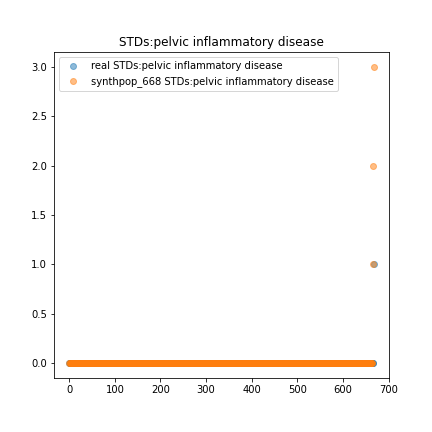 STDs:pelvic inflammatory disease
real STDs:pelvic inflammatory disease
synthpop_668 STDs:pelvic inflammatory disease
3.0
2.5
2.0
1.5
1.0
0.5
0.0
0 100 200 300 400 500 600 700